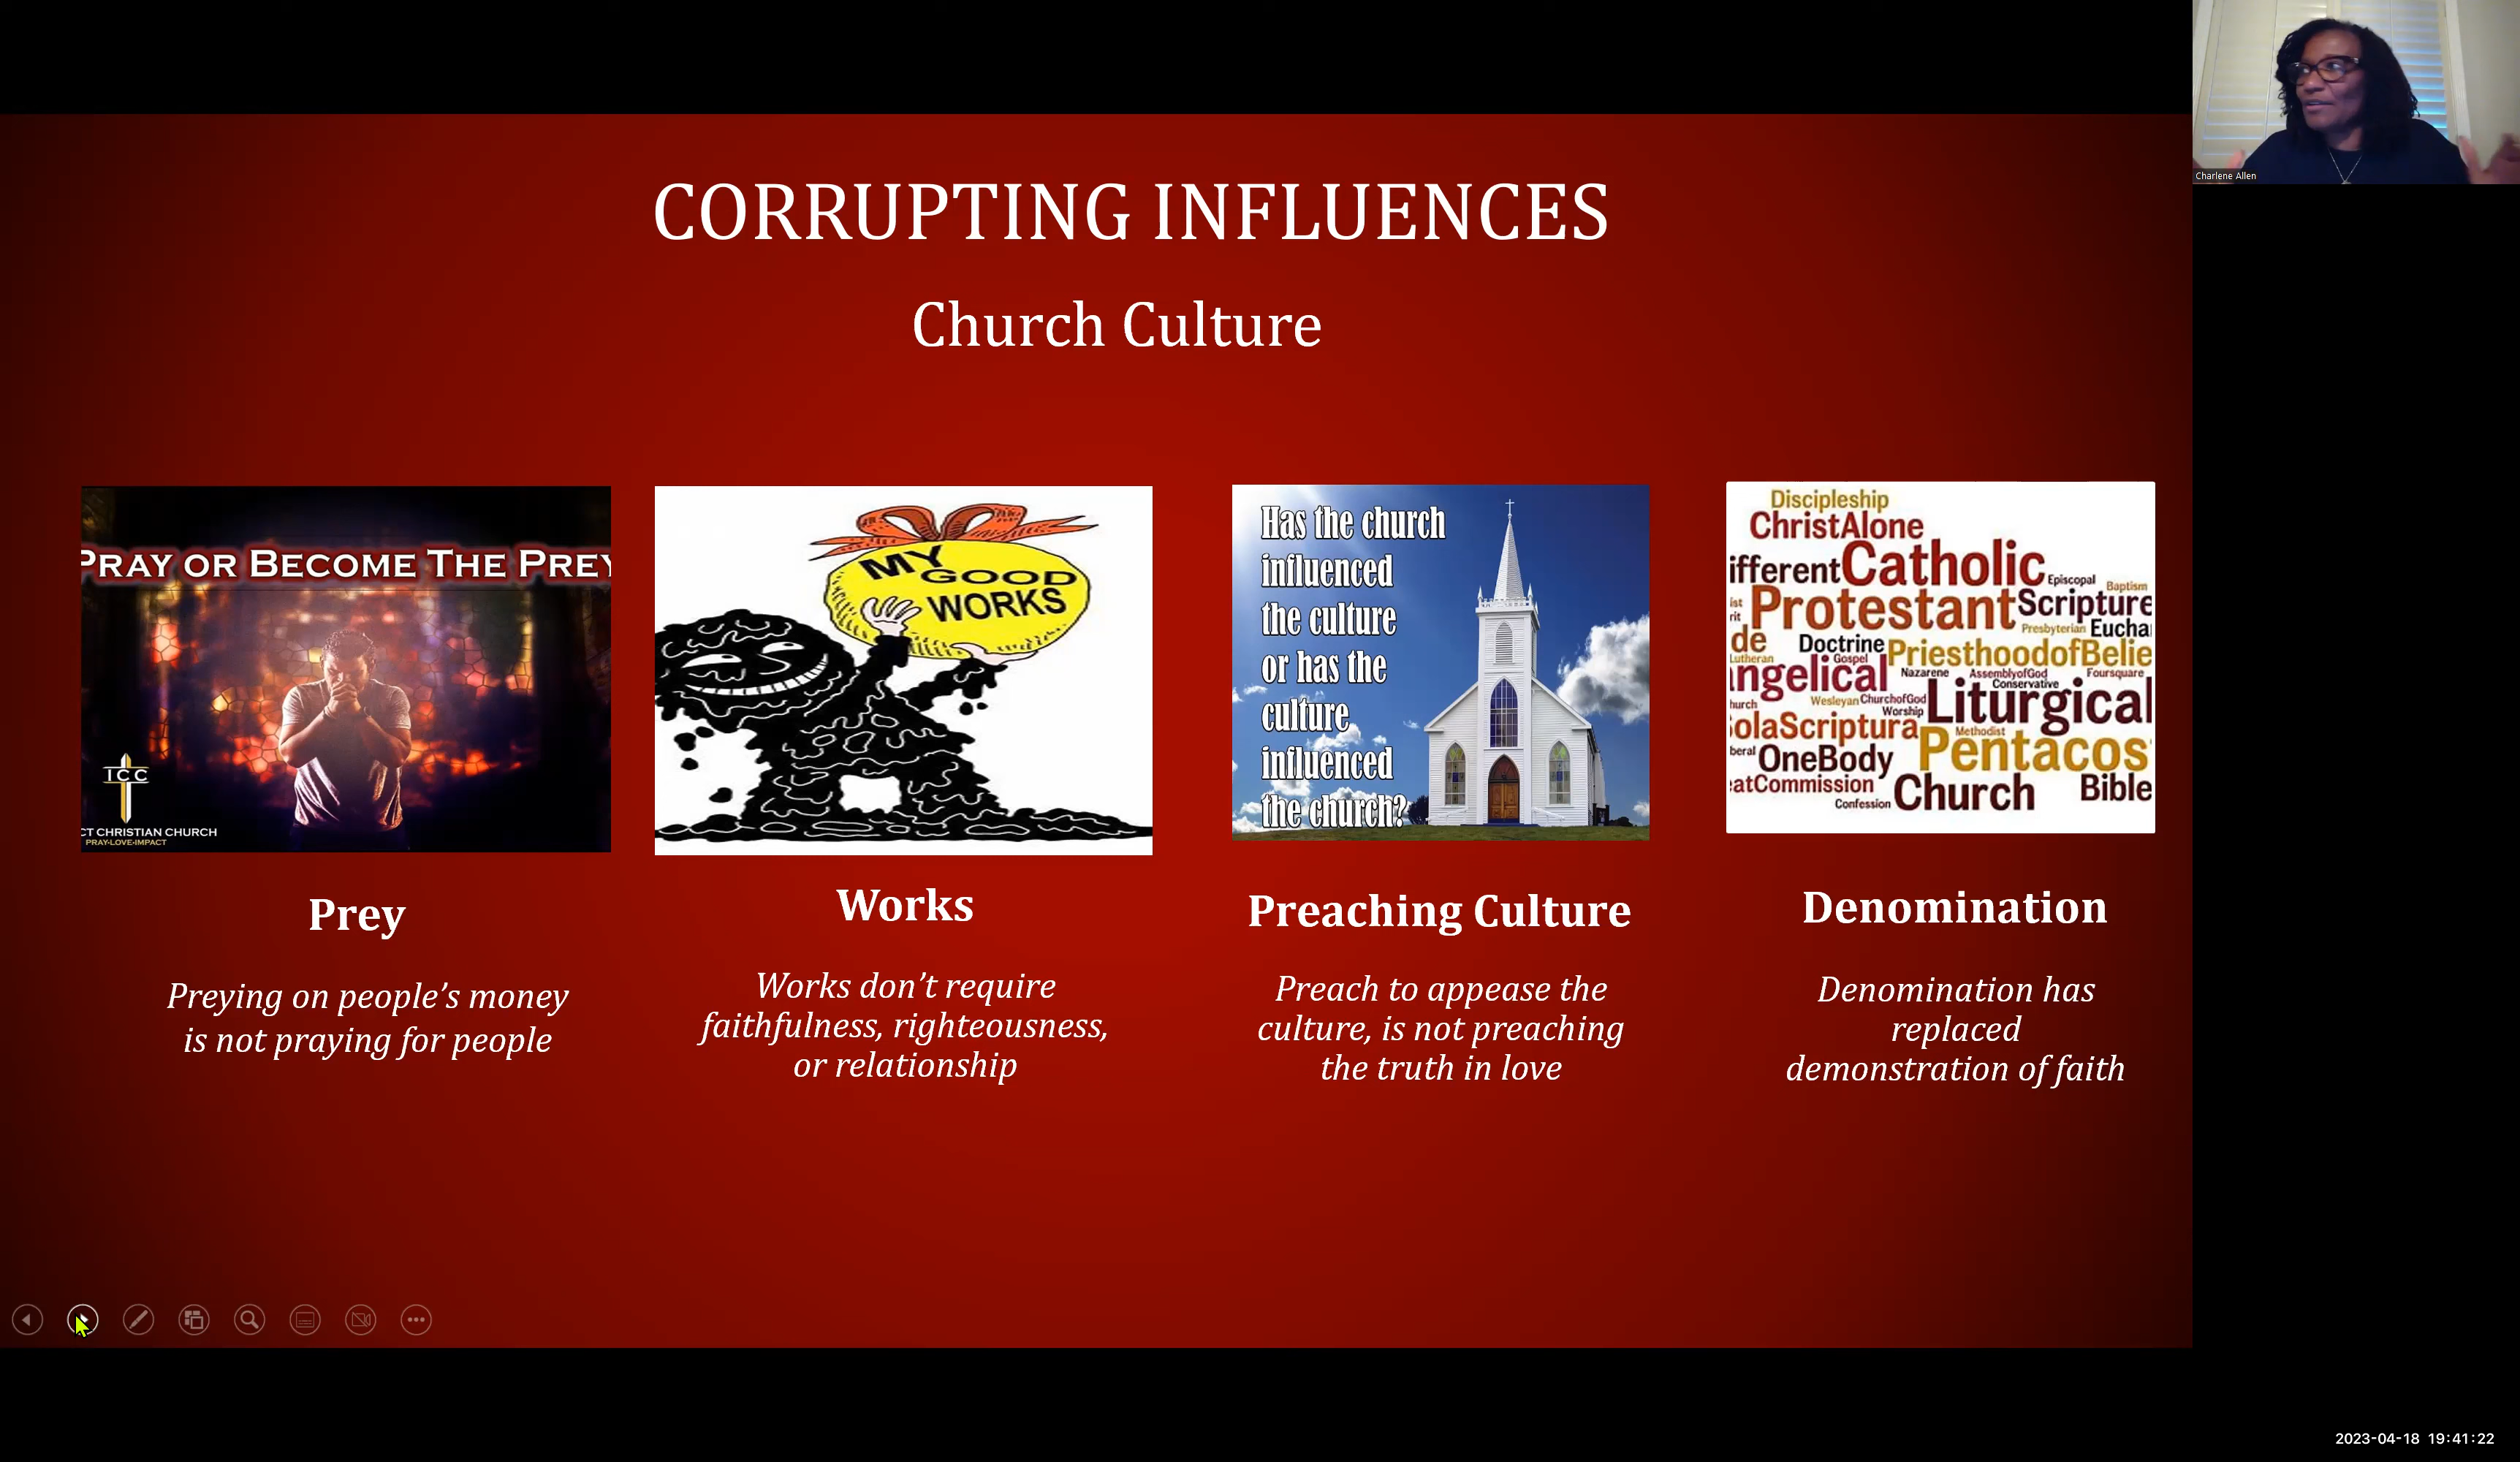 Charlene Allen
CORRUPTING INFLUENCES
Church Culture
PRAY OR BECOME THE PREY
ICC
CT CHRISTIAN CHURCH
PRAY-LOVE-IMPACT
Prey
Preying on people's money
is not praying for people
MY
GOOD
WORKS
Works
Works don't require
faithfulness, righteousness,
or relationship
Has the church
influenced
the culture
or has the
culture
influenced
the church?
Preaching Culture
Preach to appease the
culture, is not preaching
the truth in love
Discipleship
ChristAlone
ifferent Catholic Episcopal Baptism
ist
rit Protestant Scripture
Presbyterian Eucha
de Doctrine PriesthoodofBelie
Lutheran Gospel
ngelical Nazarene AssemblyofGod Foursquare
Conservative
Wesleyan ChurchofGod Liturgical
hurch Worship
olaScriptura Methodist
beral OneBody Pentacos
eatCommission
Confession Church Bible
Denomination
Denomination has
replaced
demonstration of faith
2023-04-18 19:41:22